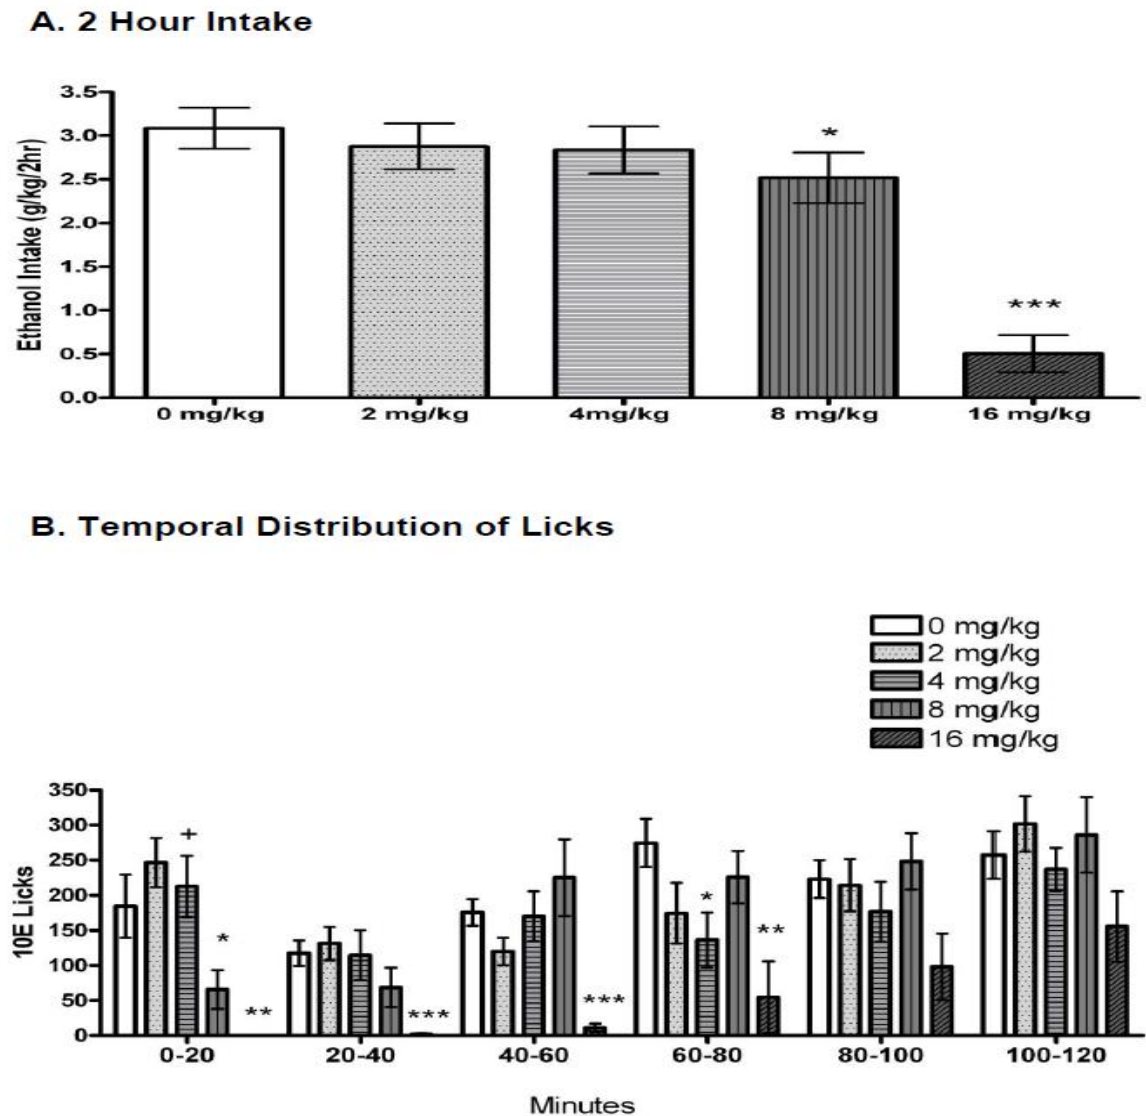 A. 2 Hour Intake
Ethanol Intake (g/kg/2hr)
3.5
3.0
2.5
2.0
1.5
1.0
0.5
0.0
*
***
0 mg/kg 2 mg/kg 4mg/kg 8 mg/kg 16 mg/kg
B. Temporal Distribution of Licks
0 mg/kg
2 mg/kg
4 mg/kg
8 mg/kg
16 mg/kg
10E Licks
350
300
250
200
150
100
50
0
+
*
**
***
***
*
**
0-20 20-40 40-60 60-80 80-100 100-120
Minutes